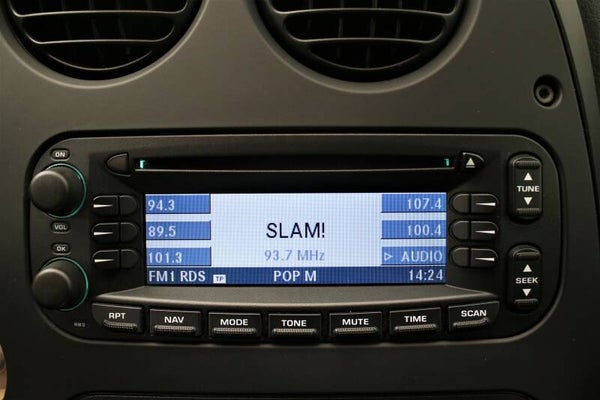 ON
VOL
OK
94.3
89.5
101.3
SLAM!
93.7 MHz
107.4
100.4
▷ AUDIO
FM1 RDS TP POP M 14:24
▲
TUNE
▼
▲
SEEK
▼
RPT NAV MODE TONE MUTE TIME SCAN